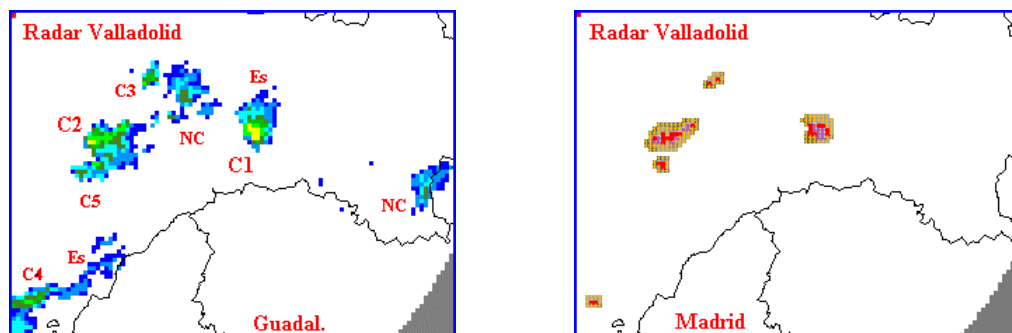 Radar Valladolid
C3
Es
C2
NC
C1
C5
NC
Es
C4
Guadal.
Radar Valladolid
Madrid